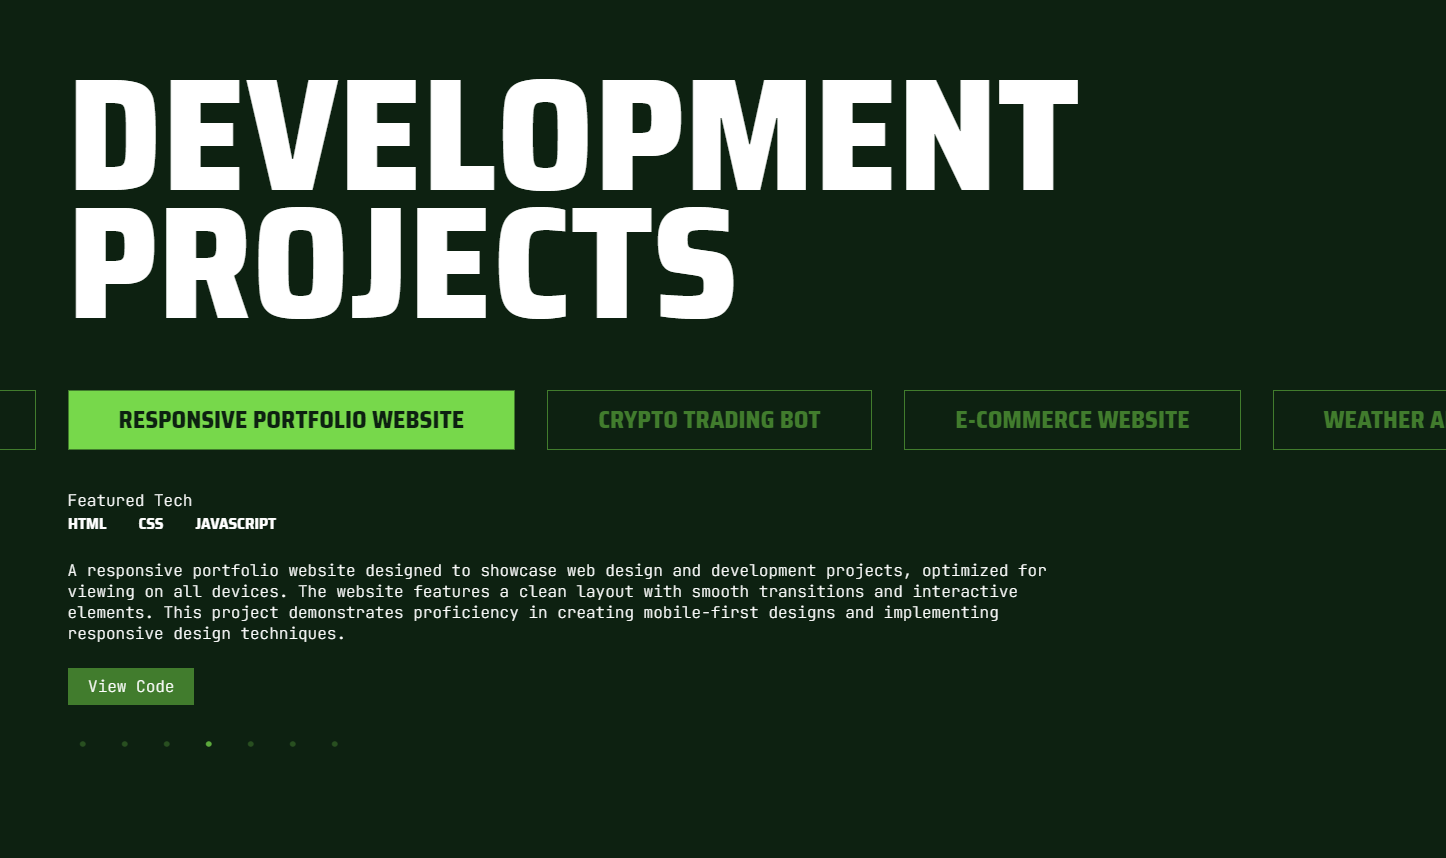 DEVELOPMENT
PROJECTS
RESPONSIVE PORTFOLIO WEBSITE
CRYPTO TRADING BOT
E-COMMERCE WEBSITE
WEATHER A
Featured Tech
HTML CSS JAVASCRIPT
A responsive portfolio website designed to showcase web design and development projects, optimized for
viewing on all devices. The website features a clean layout with smooth transitions and interactive
elements. This project demonstrates proficiency in creating mobile-first designs and implementing
responsive design techniques.
View Code